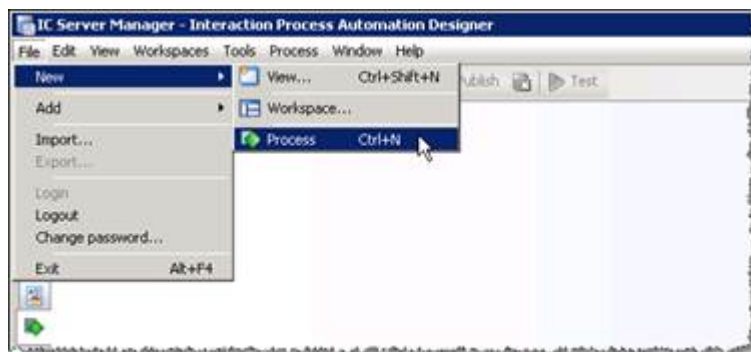 IC Server Manager - Interaction Process Automation Designer
File Edit View Workspaces Tools Process Window Help
New View... Ctrl+Shift+N Publish Test
Add Workspace...
Import... Process Ctrl+N
Export...
Login
Logout
Change password...
Exit Alt+F4